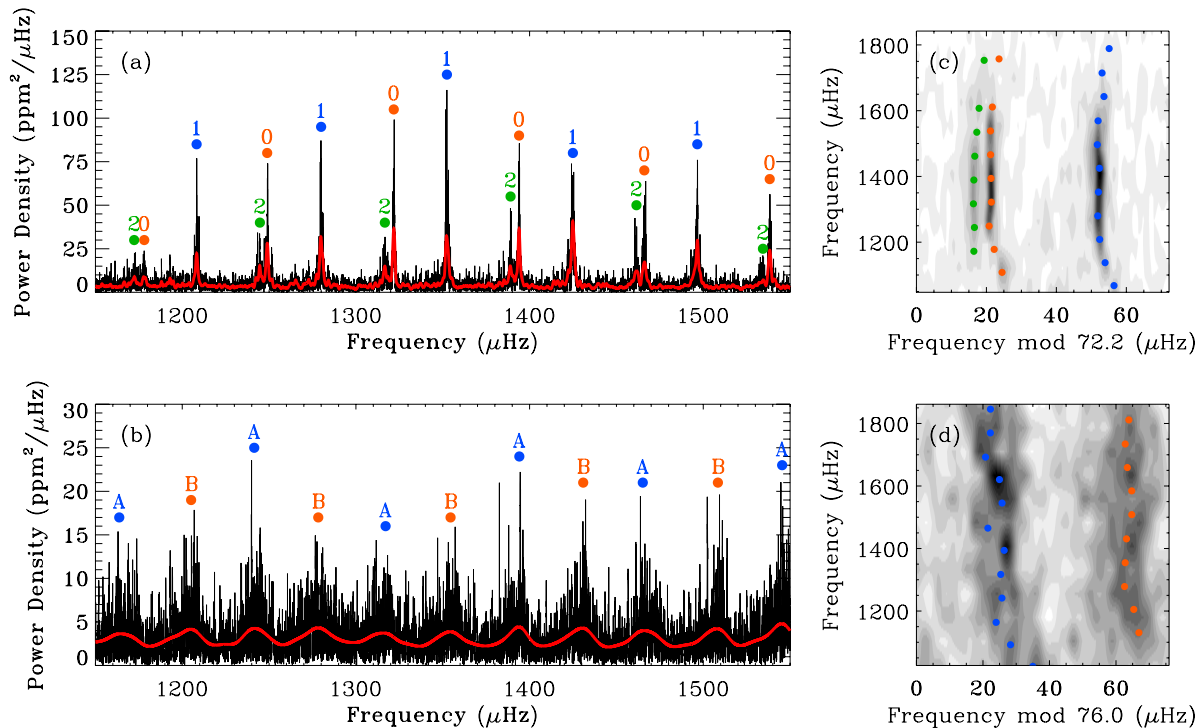 (a)
Power Density (ppm²/μHz)
150
125
100
75
50
25
0
2 0 1 2 0 1 2 0 1 2 0 1 2 0 1 2 0
1200 1300 1400 1500
Frequency (μHz)
(c)
Frequency (μHz)
1800
1600
1400
1200
0 20 40 60
Frequency mod 72.2 (μHz)
(b)
Power Density (ppm²/μHz)
30
25
20
15
10
5
0
A B A B A B A B A B A
1200 1300 1400 1500
Frequency (μHz)
(d)
Frequency (μHz)
1800
1600
1400
1200
0 20 40 60
Frequency mod 76.0 (μHz)